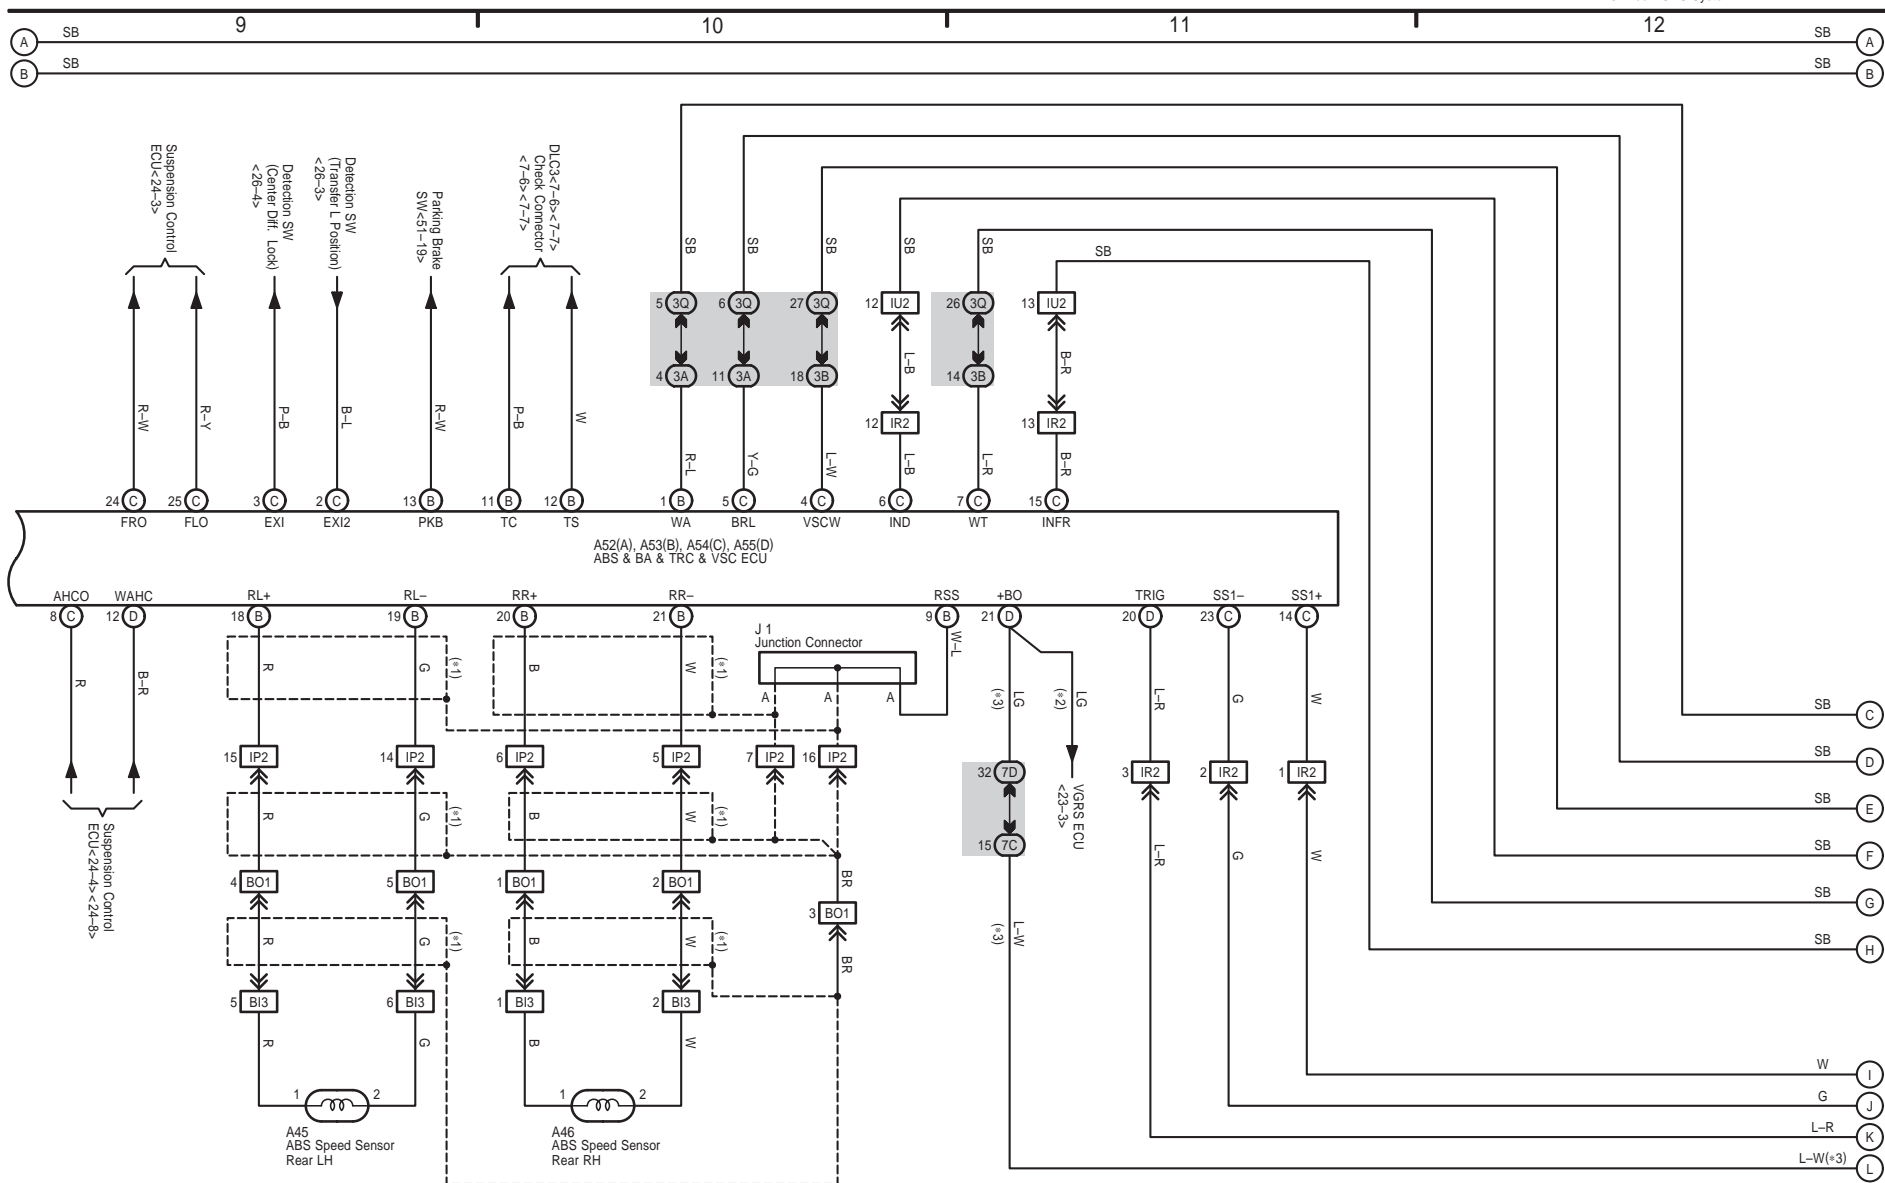 9 10 11 12
A SB SB A
B SB SB B
Suspension Control
ECU<24–3>
Detection SW
(Center Diff. Lock)
<26–4>
Detection SW
(Transfer L Position)
<26–3>
Parking Brake
SW<51–19>
DLC3<7–6><7–7>
Check Connector
<7–6><7–7>
SB SB SB SB SB SB
5 3Q 6 3Q 27 3Q 12 IU2 26 3Q 13 IU2
L–B B–R
4 3A 11 3A 18 3B 14 3B
12 IR2 13 IR2
R–W R–Y P–B B–L R–W P–B W
R–L Y–G L–W L–B L–R B–R
24 C 25 C 3 C 2 C 13 B 11 B 12 B 1 B 5 C 4 C 6 C 7 C 15 C
FRO FLO EXI EXI2 PKB TC TS WA BRL VSCW IND WT INFR
A52(A), A53(B), A54(C), A55(D)
ABS & BA & TRC & VSC ECU
AHCO WAHC RL+ RL– RR+ RR– RSS +BO TRIG SS1– SS1+
8 C 12 D 18 B 19 B 20 B 21 B 9 B 21 D 20 D 23 C 14 C
J 1
Junction Connector
W–L
R B–R R G (*1) B W (*1) A A A
LG (*3) LG (*2) L–R G W
SB C
15 IP2 14 IP2 6 IP2 5 IP2 7 IP2 16 IP2
32 7D 3 IR2 2 IR2 1 IR2
SB D
R G (*1) B W (*1)
VGRS ECU
<23–3>
SB E
15 7C L–R G W
SB F
Suspension Control
ECU<24–4><24–8>
4 BO1 5 BO1 1 BO1 2 BO1 BR
3 BO1
SB G
R G (*1) B W (*1) BR
L–W (*3)
SB H
5 BI3 6 BI3 1 BI3 2 BI3
R G B W
W I
1 2 1 2
G J
A45
ABS Speed Sensor
Rear LH
A46
ABS Speed Sensor
Rear RH
L–R K
L–W(*3) L